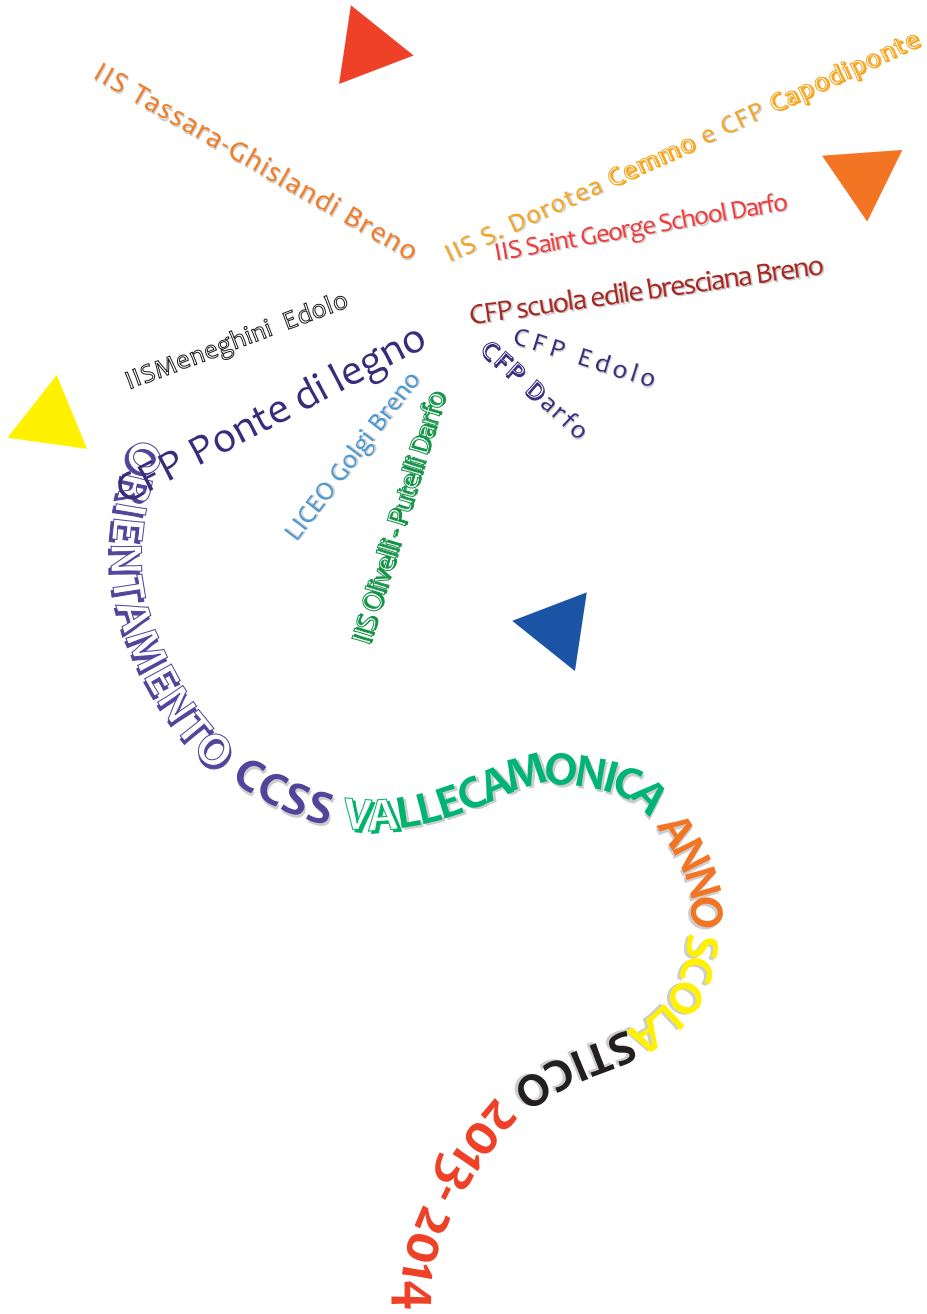 IIS Tassara-Ghislandi Breno
IIS S. Dorotea Cemmo e CFP Capodiponte
IIS Saint George School Darfo
CFP scuola edile bresciana Breno
IISMeneghini Edolo
CFP Edolo
CFP Darfo
CFP Ponte di legno
LICEO Golgi Breno
IIS Olivelli - Putelli Darfo
ORIENTAMENTO CCSS VALLECAMONICA ANNO SCOLASTICO 2013- 2014